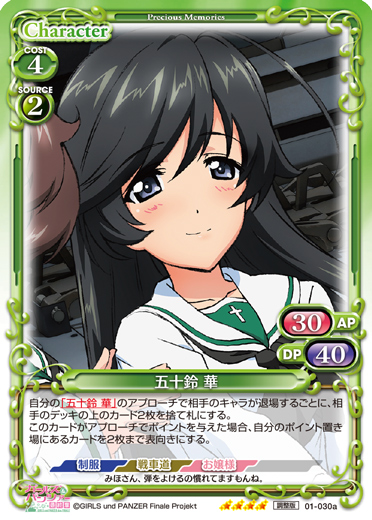 Precious Memories
Character
COST
4
SOURCE
2
30 AP
DP 40
五十鈴 華
自分の「五十鈴 華」のアプローチで相手のキャラが退場するごとに、相
手のデッキの上のカード2枚を捨て札にする。
このカードがアプローチでポイントを与えた場合、自分のポイント置き
場にあるカードを2枚まで表向きにする。
制服 戦車道 お嬢様
みほさん、弾をよけるの慣れてますもんね。
©GIRLS und PANZER Finale Projekt 調整版 01-030a